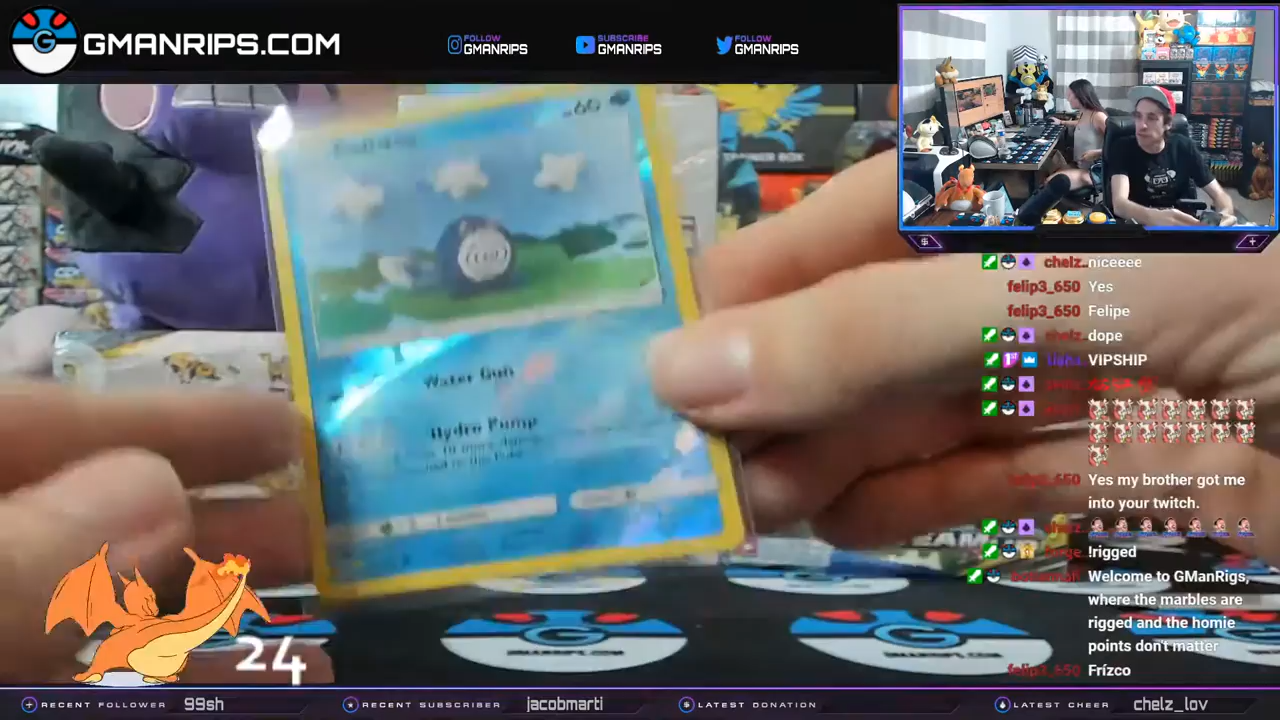 GMANRIPS.COM
FOLLOW
GMANRIPS
SUBSCRIBE
GMANRIPS
FOLLOW
GMANRIPS
60
Water Gun
Hydro Pump
chelz.. niceeee
felip3_650 Yes
felip3_650 Felipe
dope
VIPSHIP
Yes my brother got me
into your twitch.
!rigged
Welcome to GManRigs,
where the marbles are
rigged and the homie
points don't matter
felip3_650 Frízco
24
GMANRIPS.COM
RECENT FOLLOWER 99sh
RECENT SUBSCRIBER jacobmarti
LATEST DONATION
LATEST CHEER chelz_lov